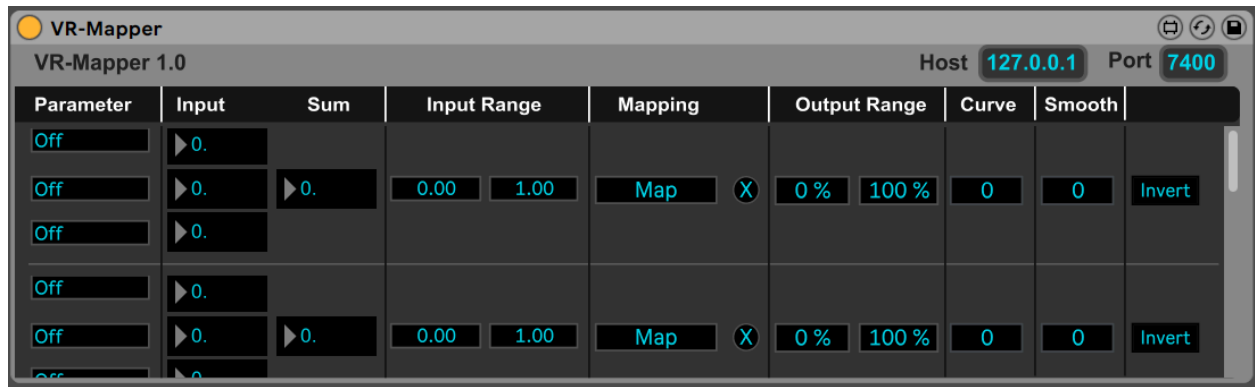 VR-Mapper
VR-Mapper 1.0 Host 127.0.0.1 Port 7400
Parameter Input Sum Input Range Mapping Output Range Curve Smooth
Off 0.
Off 0. 0. 0.00 1.00 Map X 0 % 100 % 0 0 Invert
Off 0.
Off 0.
Off 0. 0. 0.00 1.00 Map X 0 % 100 % 0 0 Invert
Off 0.